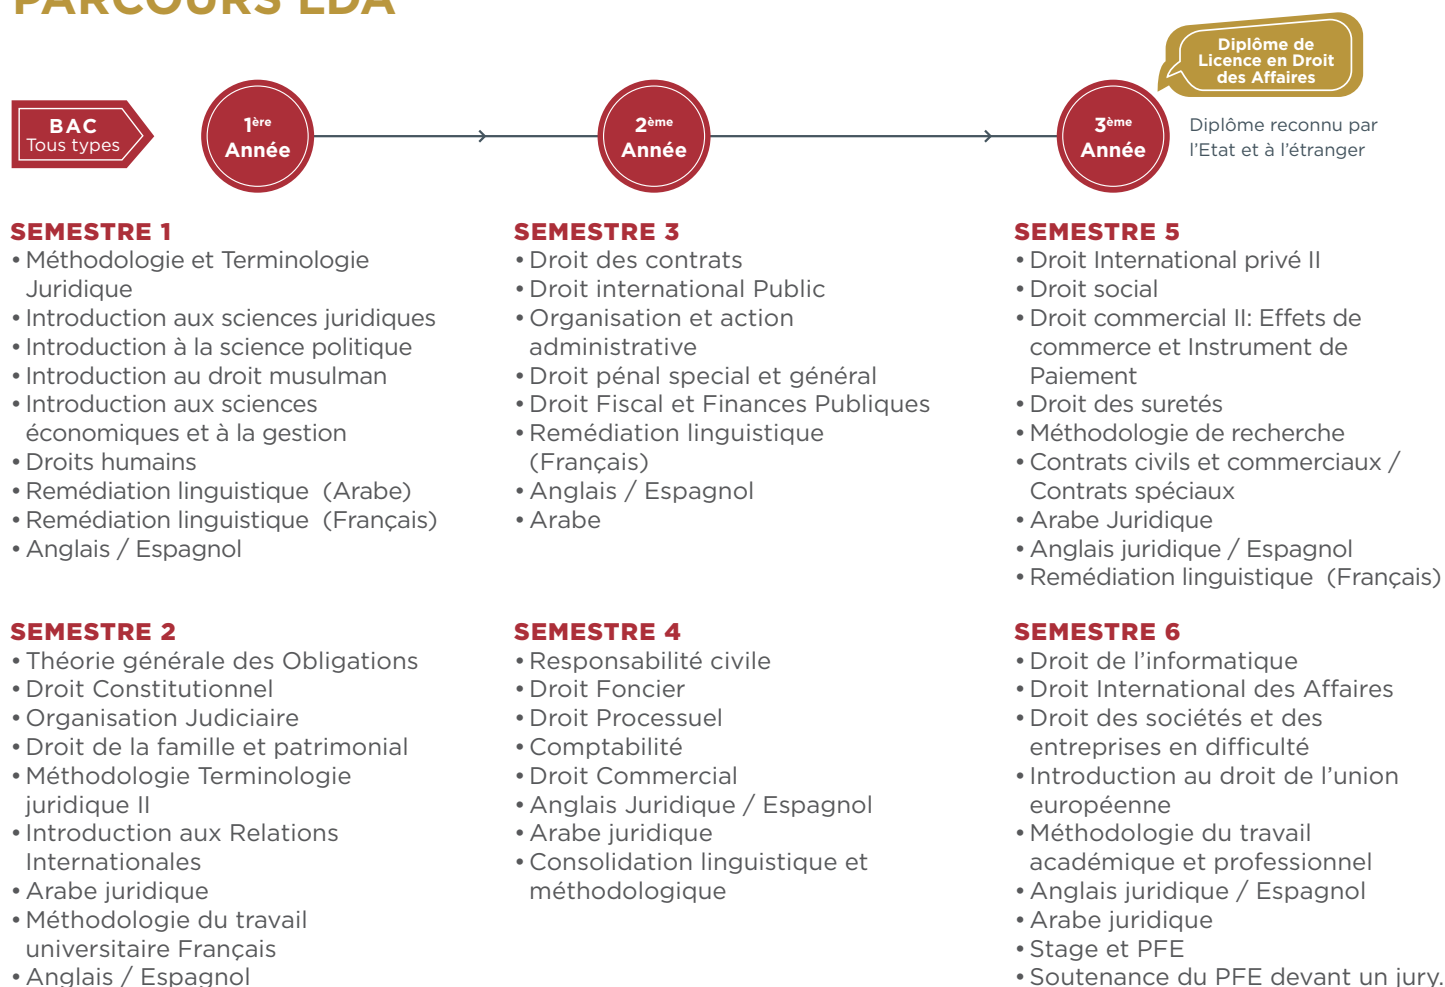 PARCOURS LDA
Diplôme de
Licence en Droit
des Affaires
BAC
Tous types
1ère
Année
2ème
Année
3ème
Année
Diplôme reconnu par
l'Etat et à l'étranger
SEMESTRE 1
• Méthodologie et Terminologie
Juridique
• Introduction aux sciences juridiques
• Introduction à la science politique
• Introduction au droit musulman
• Introduction aux sciences
économiques et à la gestion
• Droits humains
• Remédiation linguistique (Arabe)
• Remédiation linguistique (Français)
• Anglais / Espagnol
SEMESTRE 2
• Théorie générale des Obligations
• Droit Constitutionnel
• Organisation Judiciaire
• Droit de la famille et patrimonial
• Méthodologie Terminologie
juridique II
• Introduction aux Relations
Internationales
• Arabe juridique
• Méthodologie du travail
universitaire Français
• Anglais / Espagnol
SEMESTRE 3
• Droit des contrats
• Droit international Public
• Organisation et action
administrative
• Droit pénal special et général
• Droit Fiscal et Finances Publiques
• Remédiation linguistique
(Français)
• Anglais / Espagnol
• Arabe
SEMESTRE 4
• Responsabilité civile
• Droit Foncier
• Droit Processuel
• Comptabilité
• Droit Commercial
• Anglais Juridique / Espagnol
• Arabe juridique
• Consolidation linguistique et
méthodologique
SEMESTRE 5
• Droit International privé II
• Droit social
• Droit commercial II: Effets de
commerce et Instrument de
Paiement
• Droit des suretés
• Méthodologie de recherche
• Contrats civils et commerciaux /
Contrats spéciaux
• Arabe Juridique
• Anglais juridique / Espagnol
• Remédiation linguistique (Français)
SEMESTRE 6
• Droit de l'informatique
• Droit International des Affaires
• Droit des sociétés et des
entreprises en difficulté
• Introduction au droit de l'union
européenne
• Méthodologie du travail
académique et professionnel
• Anglais juridique / Espagnol
• Arabe juridique
• Stage et PFE
• Soutenance du PFE devant un jury.